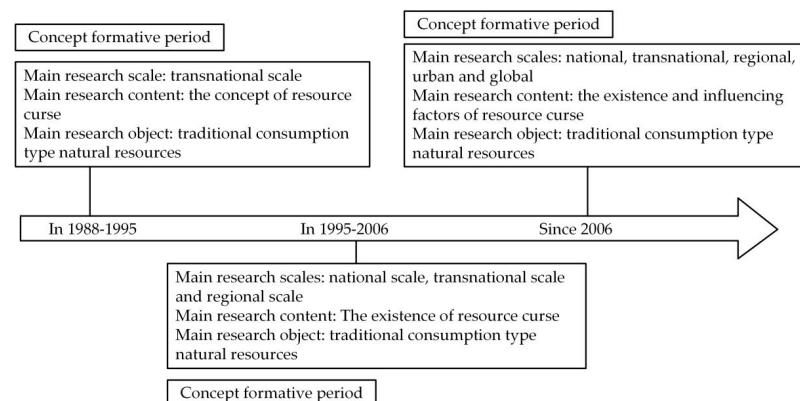 Concept formative period
Main research scale: transnational scale
Main research content: the concept of resource
curse
Main research object: traditional consumption
type natural resources
Concept formative period
Main research scales: national, transnational, regional,
urban and global
Main research content: the existence and influencing
factors of resource curse
Main research object: traditional consumption type
natural resources
In 1988-1995
In 1995-2006
Since 2006
Main research scales: national scale, transnational scale
and regional scale
Main research content: The existence of resource curse
Main research object: traditional consumption type
natural resources
Concept formative period